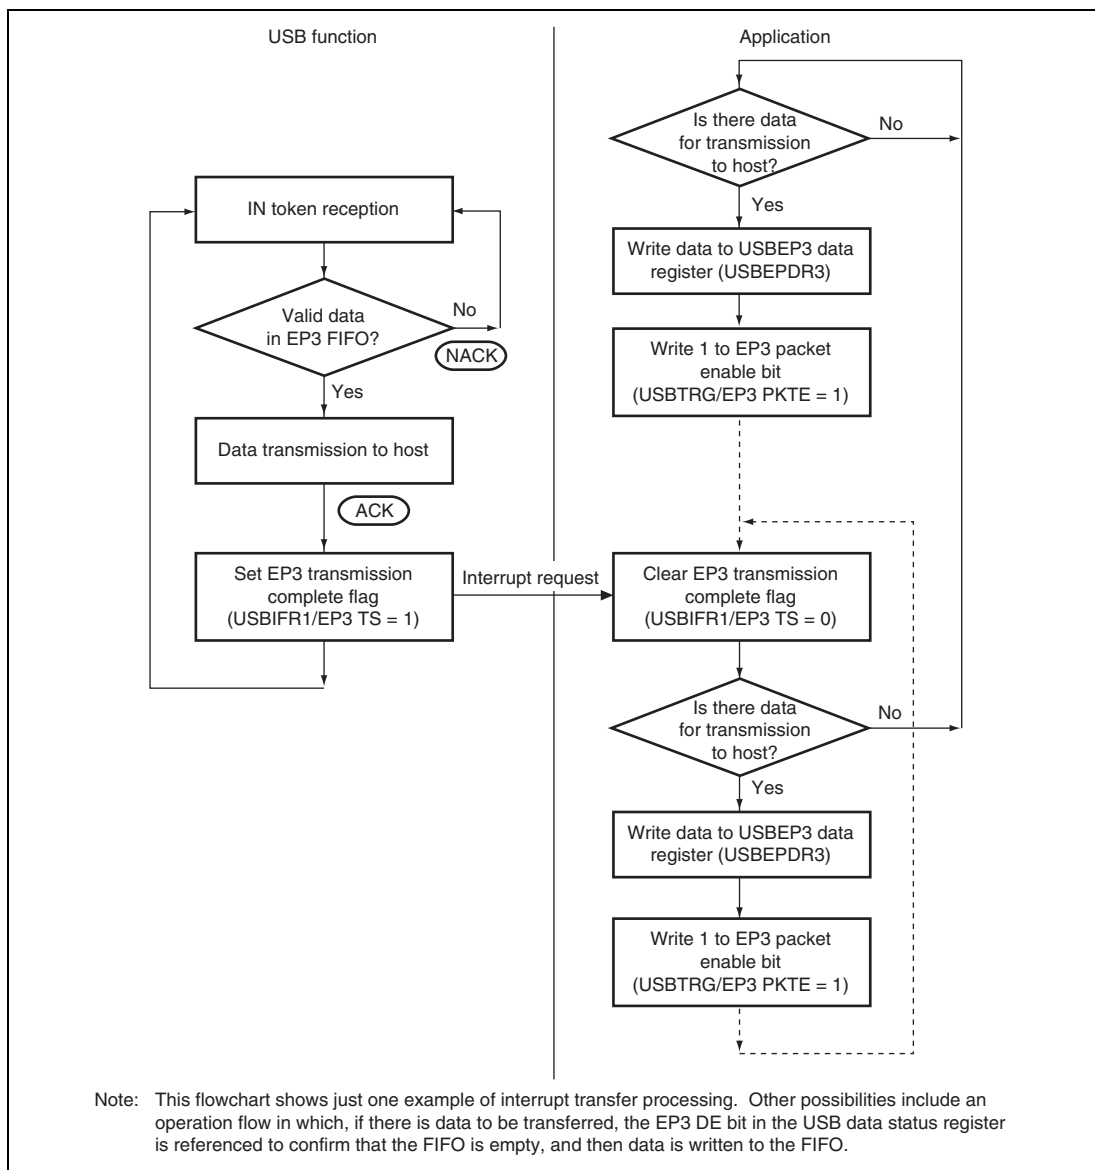 USB function
Application
Is there data
for transmission
to host?
No
Yes
IN token reception
Write data to USBEP3 data
register (USBEPDR3)
Valid data
in EP3 FIFO?
No
NACK
Yes
Write 1 to EP3 packet
enable bit
(USBTRG/EP3 PKTE = 1)
Data transmission to host
ACK
Set EP3 transmission
complete flag
(USBIFR1/EP3 TS = 1)
Interrupt request
Clear EP3 transmission
complete flag
(USBIFR1/EP3 TS = 0)
Is there data
for transmission
to host?
No
Yes
Write data to USBEP3 data
register (USBEPDR3)
Write 1 to EP3 packet
enable bit
(USBTRG/EP3 PKTE = 1)
Note: This flowchart shows just one example of interrupt transfer processing. Other possibilities include an
operation flow in which, if there is data to be transferred, the EP3 DE bit in the USB data status register
is referenced to confirm that the FIFO is empty, and then data is written to the FIFO.